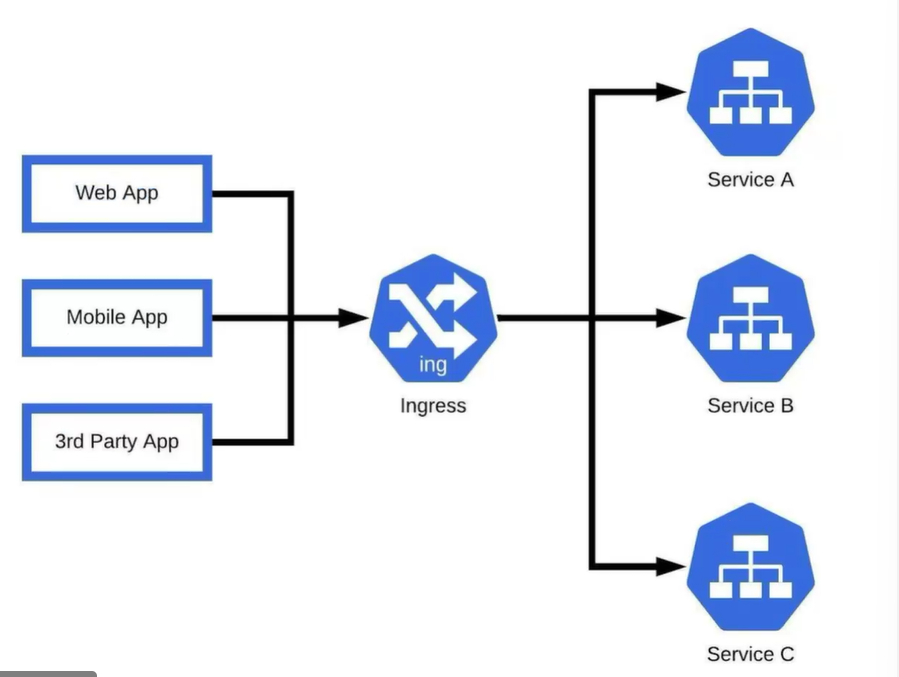 Web App
Mobile App
3rd Party App
ing
Ingress
Service A
Service B
Service C